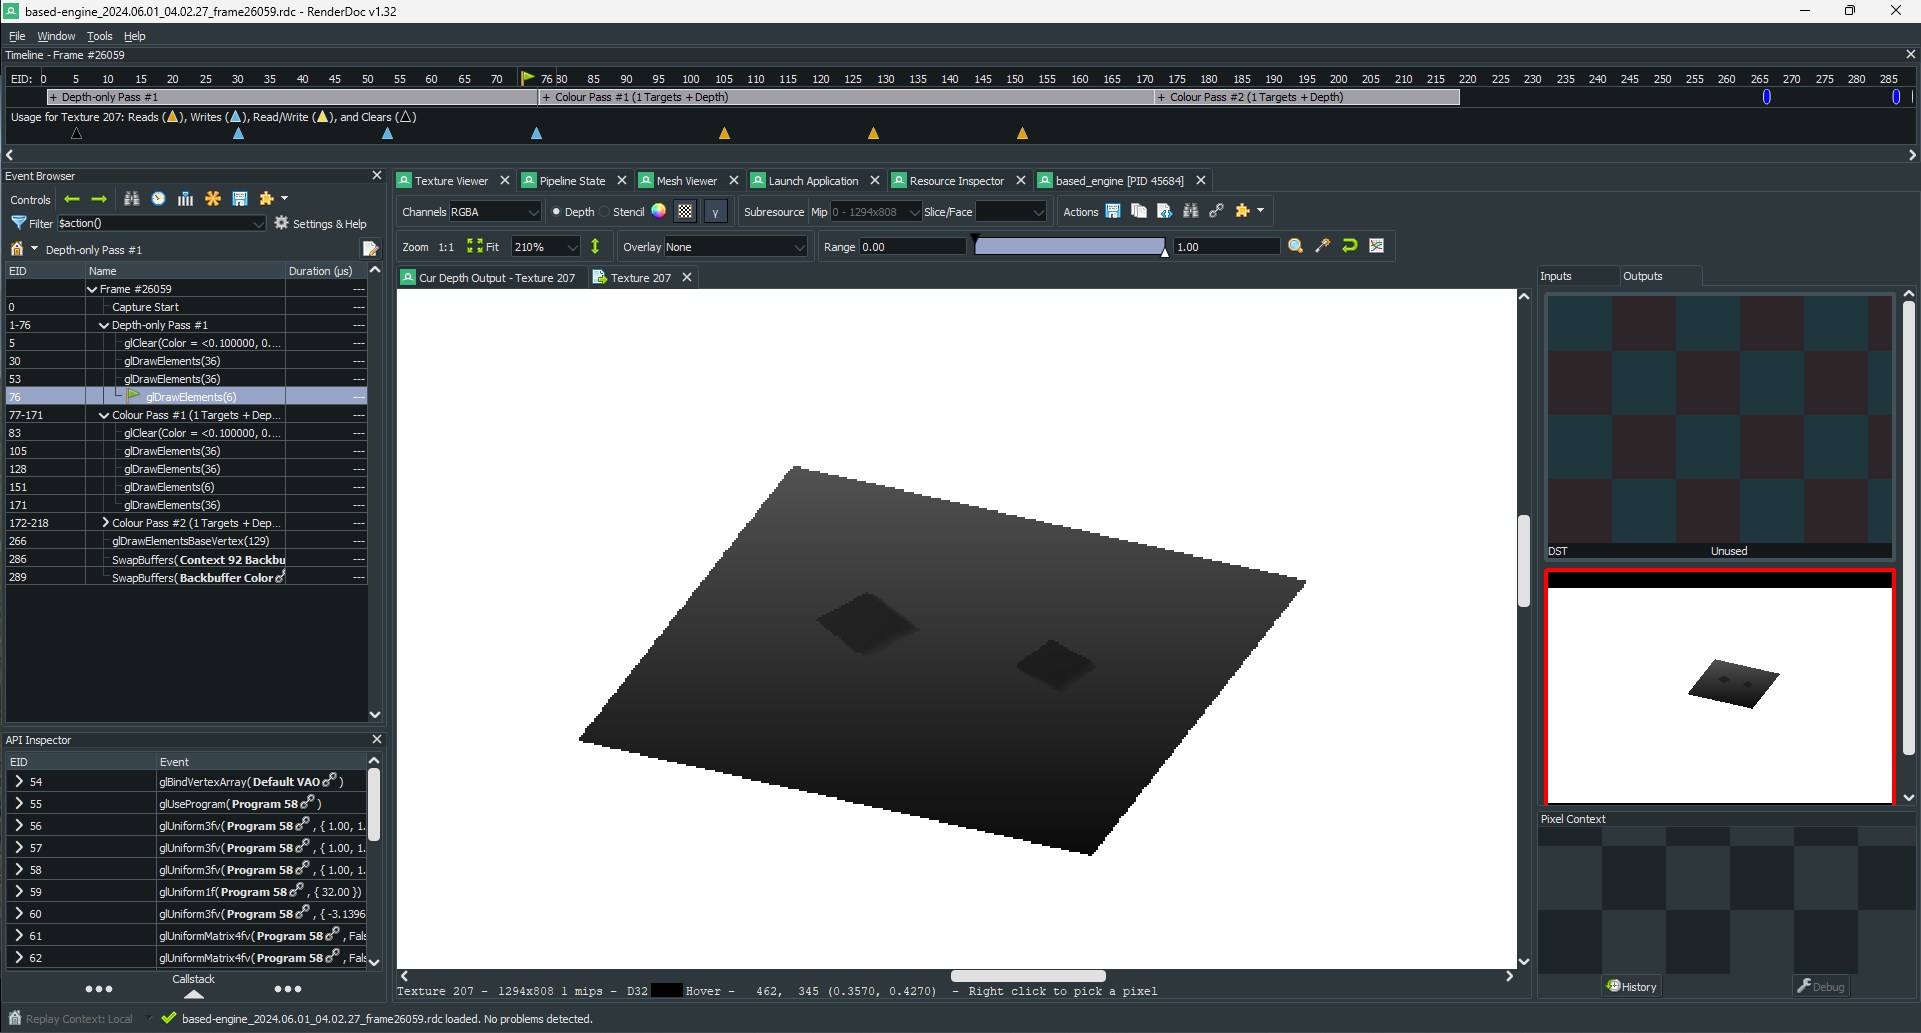 based-engine_2024.06.01_04.02.27_frame26059.rdc - RenderDoc v1.32
File Window Tools Help
Timeline - Frame #26059
EID: 0 5 10 15 20 25 30 35 40 45 50 55 60 65 70 76 80 85 90 95 100 105 110 115 120 125 130 135 140 145 150 155 160 165 170 175 180 185 190 195 200 205 210 215 220 225 230 235 240 245 250 255 260 265 270 275 280 285
+ Depth-only Pass #1 + Colour Pass #1 (1 Targets + Depth) + Colour Pass #2 (1 Targets + Depth)
Usage for Texture 207: Reads ( ), Writes ( ), Read/Write ( ), and Clears ( )
Event Browser
Controls
Filter $action() Settings & Help
Depth-only Pass #1
EID Name Duration (µs)
Frame #26059 ---
0 Capture Start ---
1-76 Depth-only Pass #1 ---
5 glClear(Color = <0.100000, 0.... ---
30 glDrawElements(36) ---
53 glDrawElements(36) ---
76 glDrawElements(6) ---
77-171 Colour Pass #1 (1 Targets + Dep... ---
83 glClear(Color = <0.100000, 0.... ---
105 glDrawElements(36) ---
128 glDrawElements(36) ---
151 glDrawElements(6) ---
171 glDrawElements(36) ---
172-218 Colour Pass #2 (1 Targets + Dep... ---
266 glDrawElementsBaseVertex(129) ---
286 SwapBuffers( Context 92 Backbu ---
289 SwapBuffers( Backbuffer Color ---
API Inspector
EID Event
54 glBindVertexArray( Default VAO )
55 glUseProgram( Program 58 )
56 glUniform3fv( Program 58 , { 1.00, 1.
57 glUniform3fv( Program 58 , { 1.00, 1.
58 glUniform3fv( Program 58 , { 1.00, 1.
59 glUniform1f( Program 58 , { 32.00 })
60 glUniform3fv( Program 58 , { -3.1396
61 glUniformMatrix4fv( Program 58 , Fal
62 glUniformMatrix4fv( Program 58 , Fal
Callstack
Texture Viewer Pipeline State Mesh Viewer Launch Application Resource Inspector based_engine [PID 45684]
Channels RGBA Depth Stencil γ Subresource Mip 0 - 1294x808 Slice/Face Actions
Zoom 1:1 Fit 210% Overlay None Range 0.00 1.00
Cur Depth Output - Texture 207 Texture 207
Texture 207 - 1294x808 1 mips - D32 Hover - 462, 345 (0.3570, 0.4270) - Right click to pick a pixel
Inputs Outputs
DST Unused
Pixel Context
History Debug
Replay Context: Local based-engine_2024.06.01_04.02.27_frame26059.rdc loaded. No problems detected.